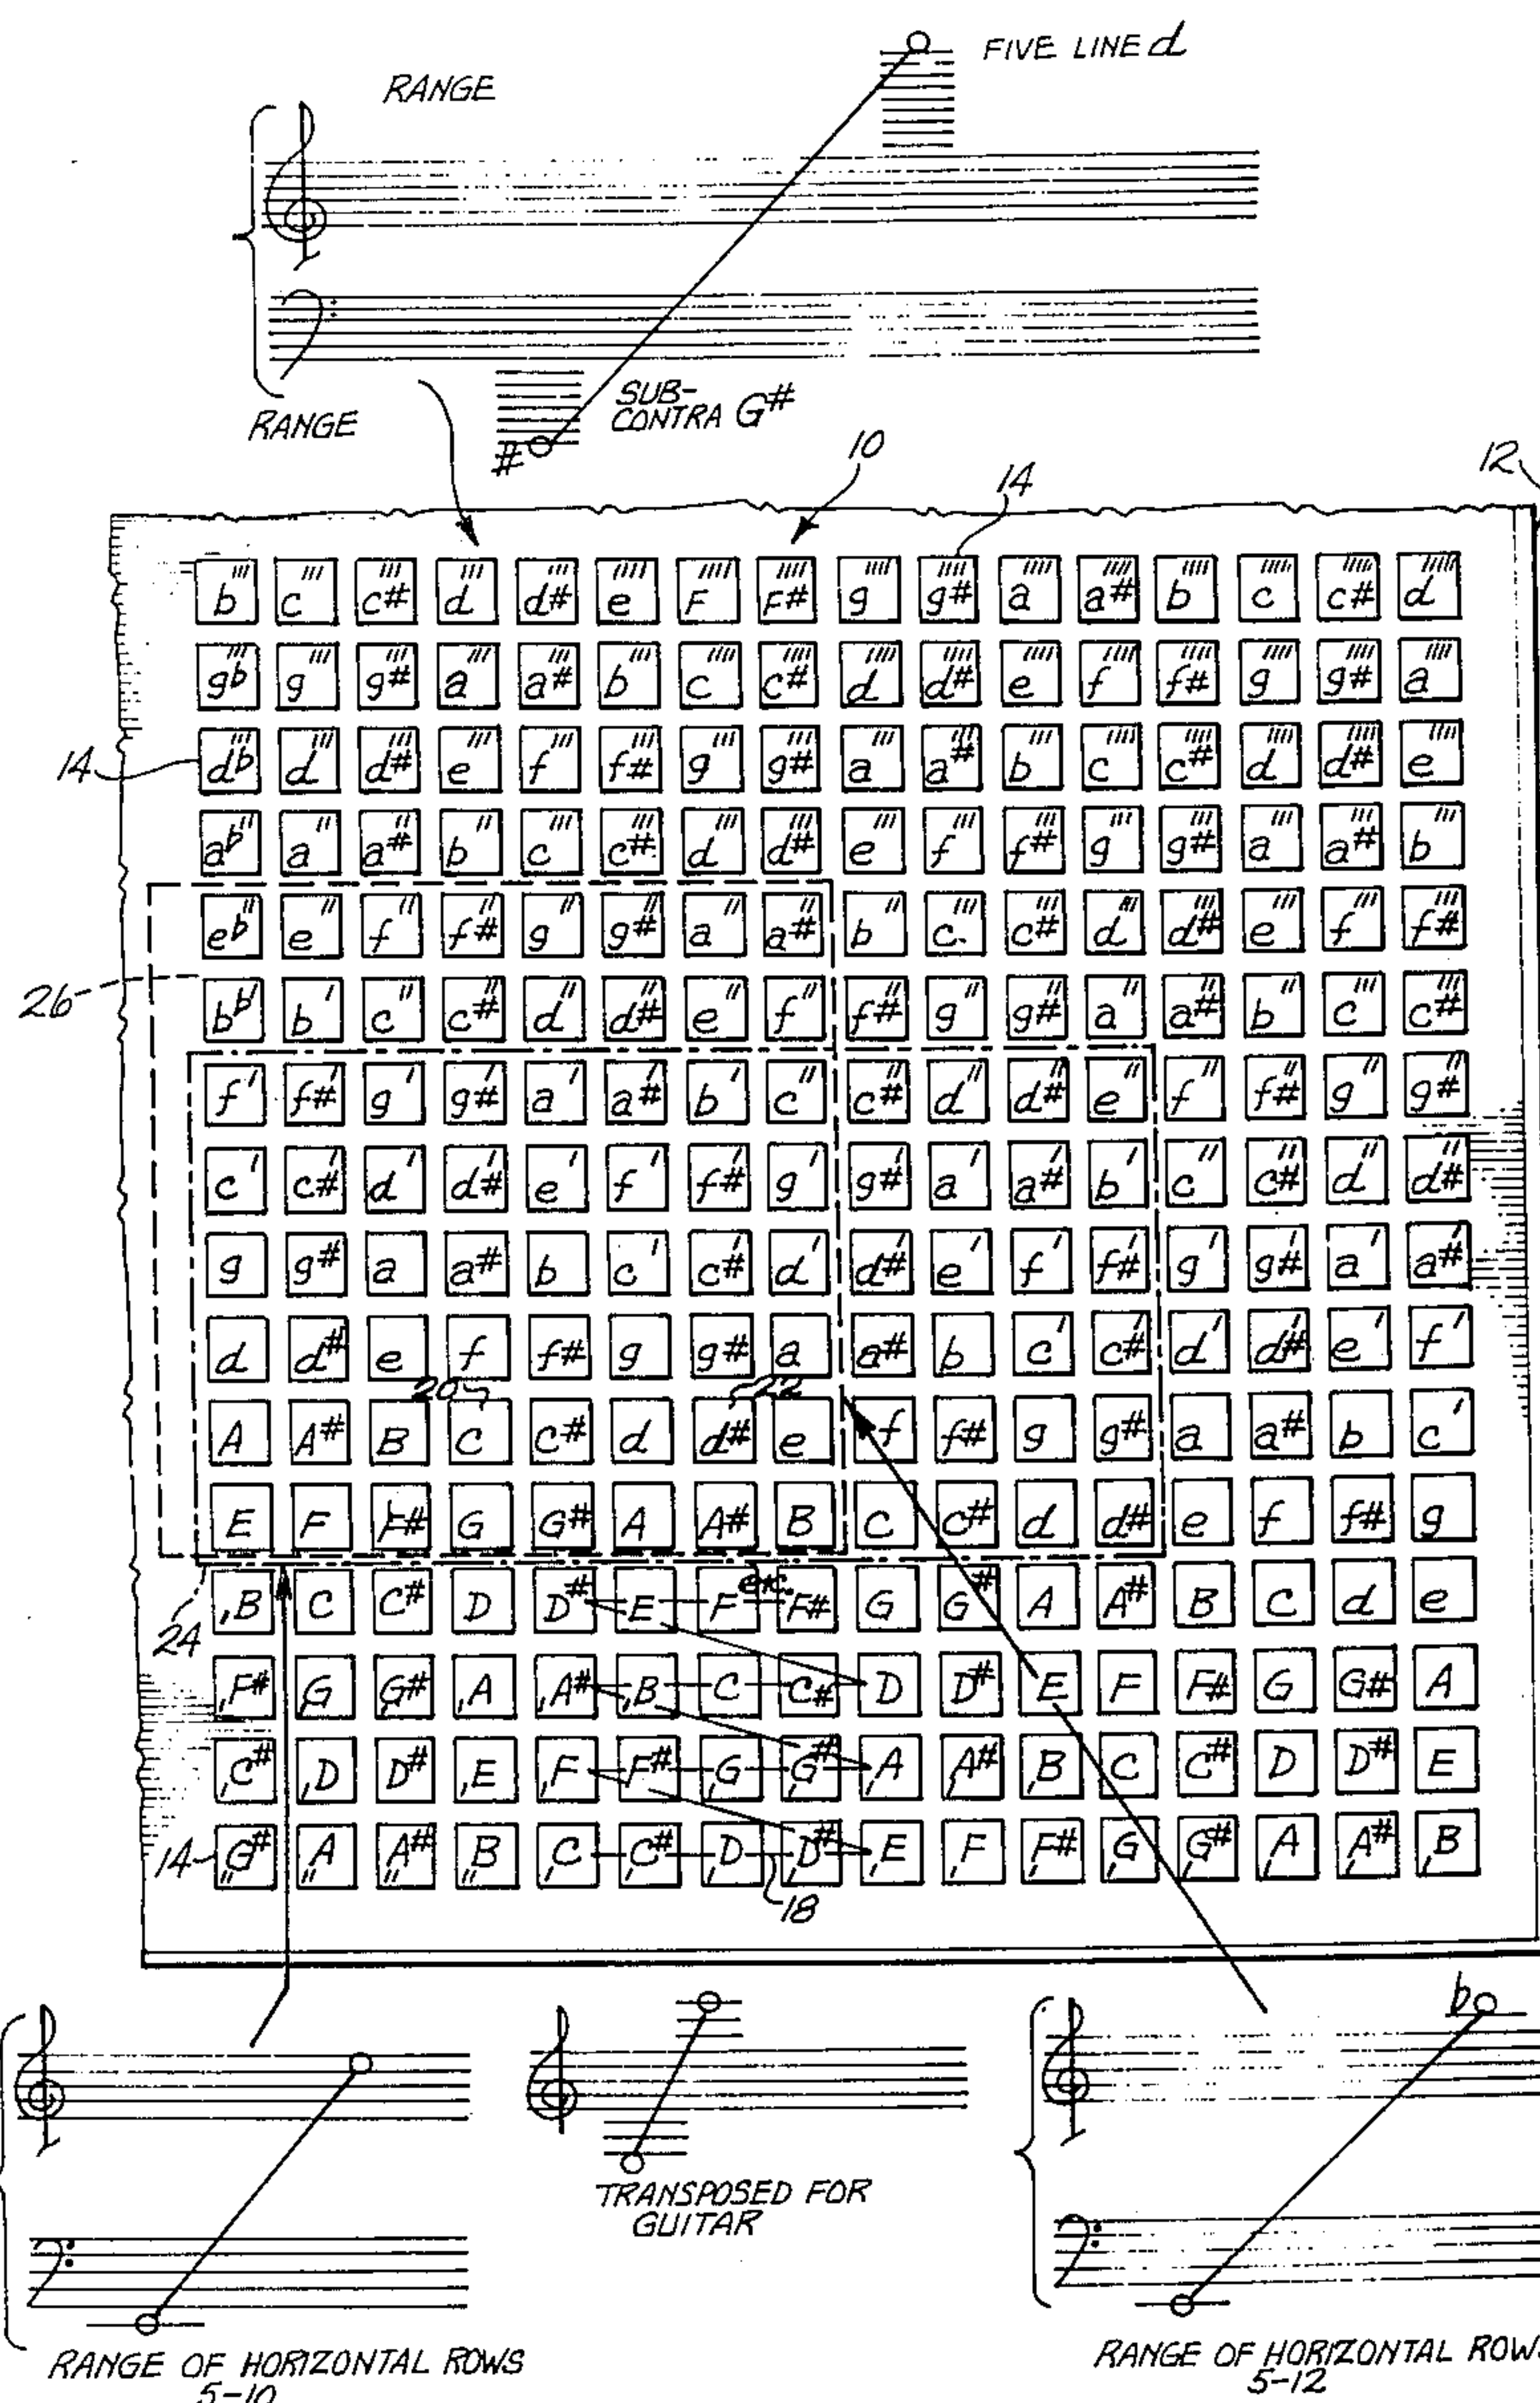 FIVE LINE d
RANGE
SUB-
CONTRA G#
RANGE
#
10
14
12
b''' c''' c#''' d''' d#''' e'''' F'''' F#'''' g'''' g#'''' a'''' a#'''' b'''' c'''' c#'''' d'''''
gb''' g''' g#''' a''' a#''' b''' c'''' c#'''' d'''' d#'''' e'''' f'''' f#'''' g'''' g#'''' a''''
14
db''' d''' d#''' e''' f''' f#''' g''' g#''' a''' a#''' b''' c'''' c#'''' d'''' d#'''' e''''
ab'' a'' a#'' b'' c''' c#''' d''' d#''' e''' f''' f#''' g''' g#''' a''' a#''' b'''
eb'' e'' f'' f#'' g'' g#'' a'' a#'' b'' c''' c#''' d''' d#''' e''' f''' f#'''
26
bb' b' c'' c#'' d'' d#'' e'' f'' f#'' g'' g#'' a'' a#'' b'' c''' c#'''
f' f#' g' g#' a' a#' b' c'' c#'' d'' d#'' e'' f'' f#'' g'' g#''
c' c#' d' d#' e' f' f#' g' g#' a' a#' b' c'' c#'' d'' d#''
g g# a a# b c' c#' d' d#' e' f' f#' g' g#' a' a#'
d d# e f f# g g# a a# b c' c#' d' d#' e' f'
20 22
A A# B C c# d d# e f f# g g# a a# b c'
E F F# G G# A A# B C c# d d# e f f# g
etc.
24
,B C C# D D# E F F# G G# A A# B C d e
,F# ,G ,G# ,A ,A# ,B C C# D D# E F F# G G# A
,C# ,D D# ,E ,F ,F# ,G ,G# ,A ,A# ,B C C# D D# E
14
,,G# ,,A ,,A# ,,B ,C ,C# ,D ,D# ,E ,F ,F# ,G ,G# ,A ,A# ,B
18
b
TRANSPOSED FOR
GUITAR
RANGE OF HORIZONTAL ROWS
5-10
RANGE OF HORIZONTAL ROWS
5-12